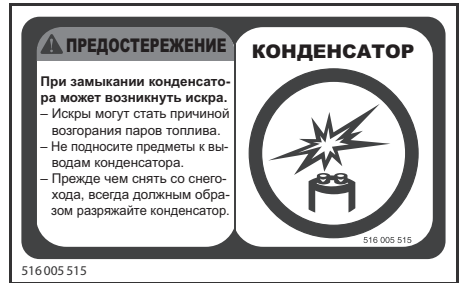 ПРЕДОСТЕРЕЖЕНИЕ
При замыкании конденсато-
ра может возникнуть искра.
– Искры могут стать причиной
возгорания паров топлива.
– Не подносите предметы к вы-
водам конденсатора.
– Прежде чем снять со снего-
хода, всегда должным обра-
зом разряжайте конденсатор.
КОНДЕНСАТОР
516 005 515
516 005 515